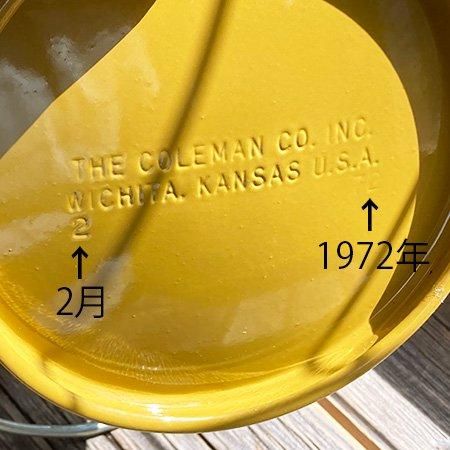 THE COLEMAN CO. INC.
WICHITA, KANSAS U.S.A.
2 72
↑ ↑
2月 1972年